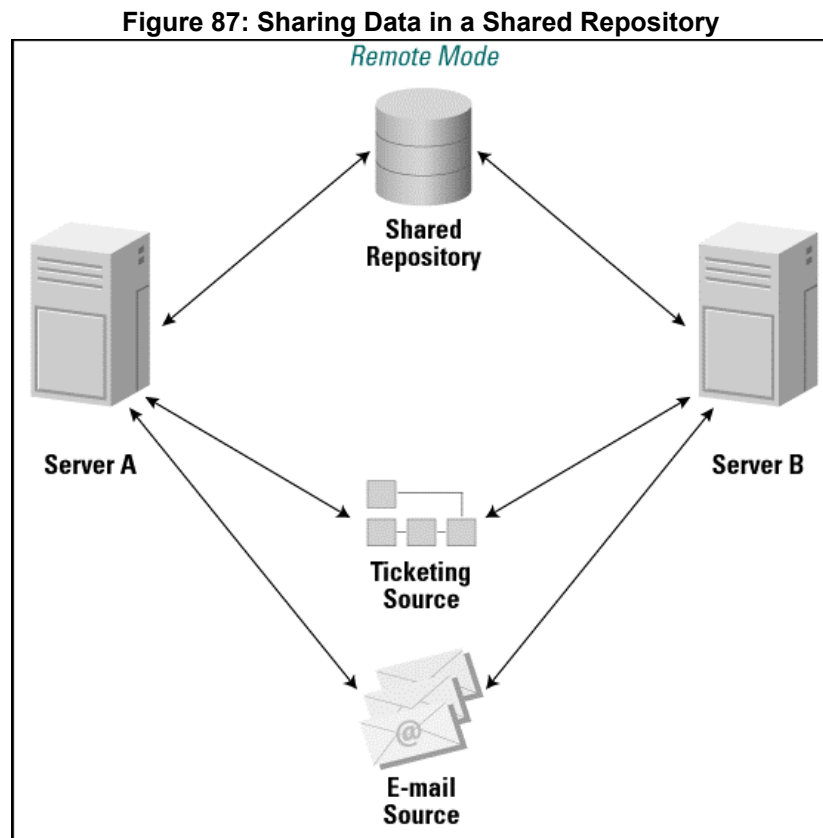 Figure 87: Sharing Data in a Shared Repository
Remote Mode
Shared
Repository
Server A
Server B
Ticketing
Source
@
E-mail
Source